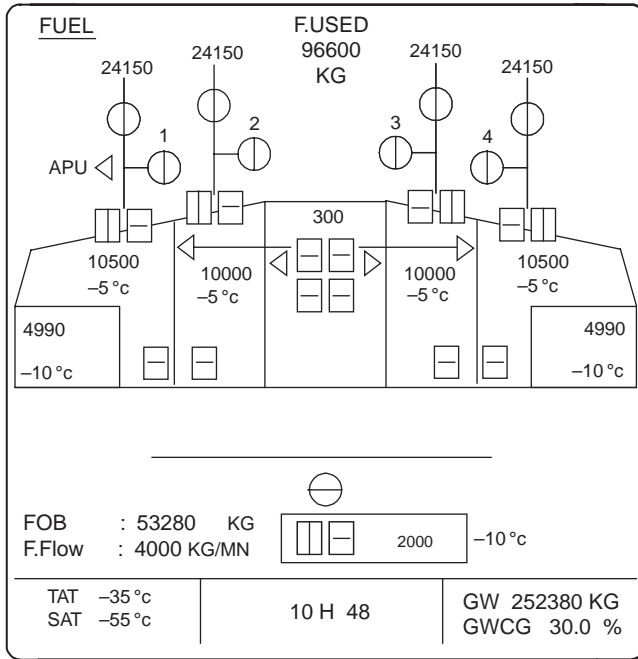 FUEL
F.USED
96600
KG
24150
24150
24150
24150
1
2
3
4
APU
300
10500
10000
10000
10500
–5 °c
–5 °c
–5 °c
–5 °c
4990
4990
–10 °c
–10 °c
FOB : 53280 KG
F.Flow : 4000 KG/MN
2000
–10 °c
TAT –35 °c
SAT –55 °c
10 H 48
GW 252380 KG
GWCG 30.0 %